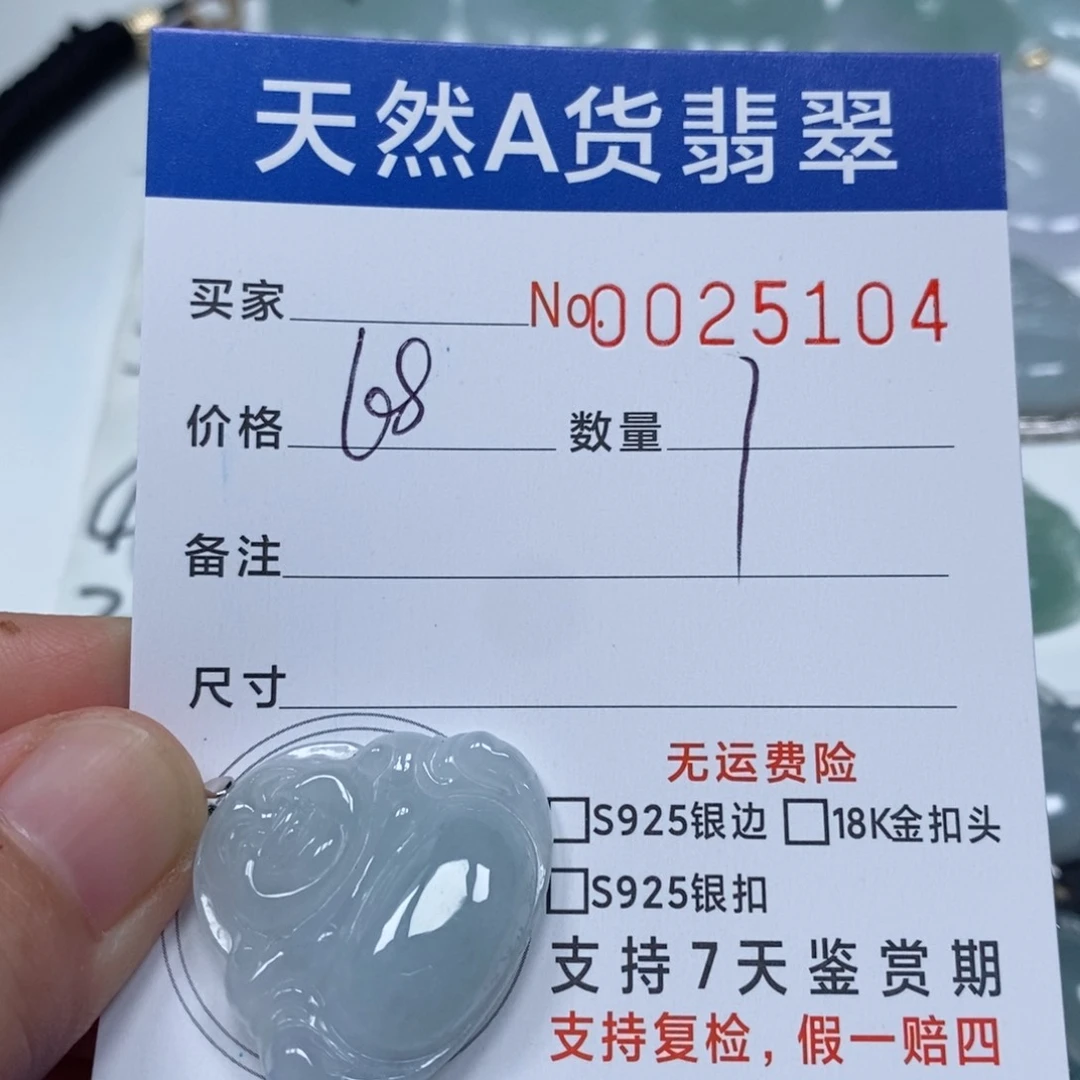 天然A货翡翠
买家 No.0025104
价格 68 数量 1
备注
尺寸
无运费险
□S925银边 □18K金扣头
□S925银扣
支持7天鉴赏期
支持复检，假一赔四